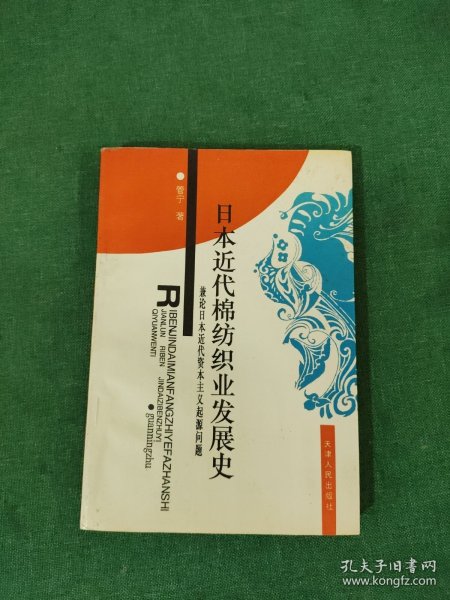 管宁 著
日本近代棉纺织业发展史
兼论日本近代资本主义起源问题
RIBENJINDAIMIANFANGZHIYEFAZHANSHI
JIANLUN RIBEN JINDAIZIBENZHUYI
QIYUANWENTI
guanningzhu
天津人民出版社
孔夫子旧书网
www.kongfz.com